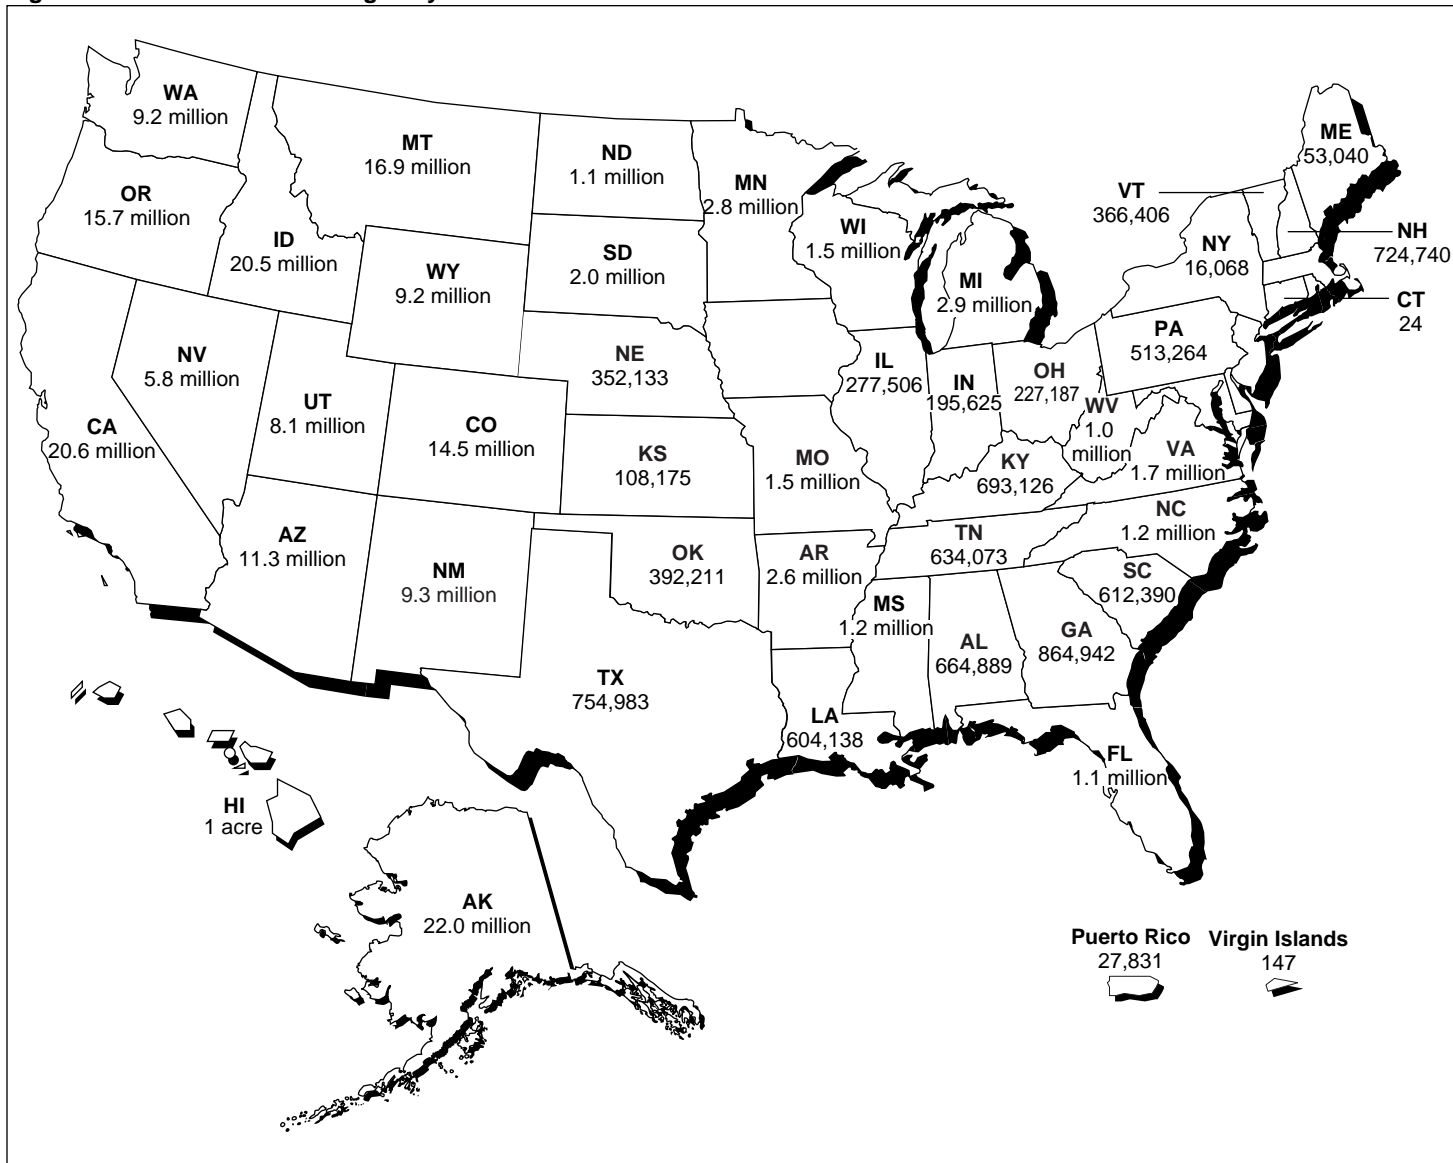 WA
9.2 million
MT
16.9 million
ND
1.1 million
MN
2.8 million
ME
53,040
OR
15.7 million
ID
20.5 million
WY
9.2 million
SD
2.0 million
WI
1.5 million
MI
2.9 million
VT
366,406
NY
16,068
NH
724,740
CT
24
NV
5.8 million
UT
8.1 million
CO
14.5 million
NE
352,133
IL
277,506
IN
195,625
OH
227,187
PA
513,264
CA
20.6 million
KS
108,175
MO
1.5 million
KY
693,126
WV
1.0
million
VA
1.7 million
AZ
11.3 million
NM
9.3 million
OK
392,211
AR
2.6 million
TN
634,073
NC
1.2 million
SC
612,390
MS
1.2 million
AL
664,889
GA
864,942
TX
754,983
LA
604,138
FL
1.1 million
HI
1 acre
AK
22.0 million
Puerto Rico
27,831
Virgin Islands
147